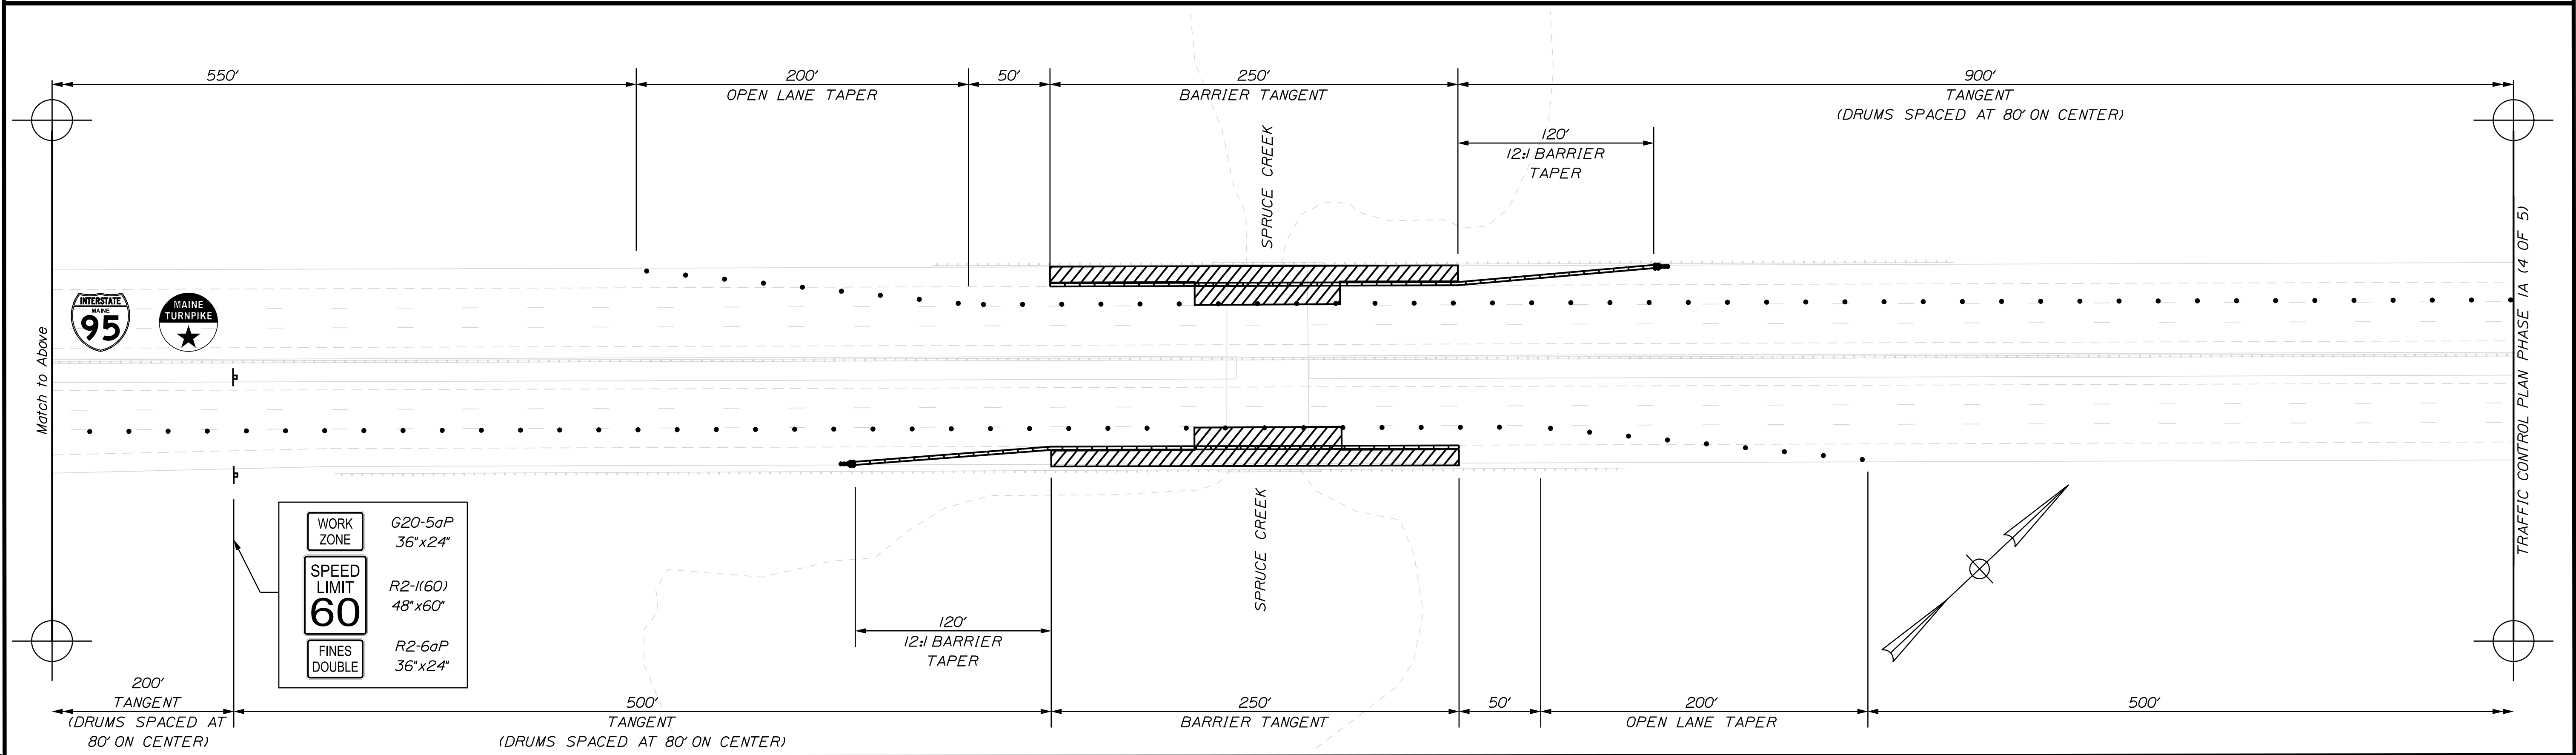 550' 200' 50' 250' 900'
OPEN LANE TAPER BARRIER TANGENT TANGENT
(DRUMS SPACED AT 80' ON CENTER)
120'
12:1 BARRIER
TAPER
SPRUCE CREEK
INTERSTATE
MAINE
95
MAINE
TURNPIKE
Match to Above
TRAFFIC CONTROL PLAN PHASE 1A (4 OF 5)
SPRUCE CREEK
WORK
ZONE
G20-5aP
36"x24"
SPEED
LIMIT
60
R2-1(60)
48"x60"
FINES
DOUBLE
R2-6aP
36"x24"
120'
12:1 BARRIER
TAPER
200'
TANGENT
(DRUMS SPACED AT
80' ON CENTER)
500'
TANGENT
(DRUMS SPACED AT 80' ON CENTER)
250'
BARRIER TANGENT
50'
200'
OPEN LANE TAPER
500'